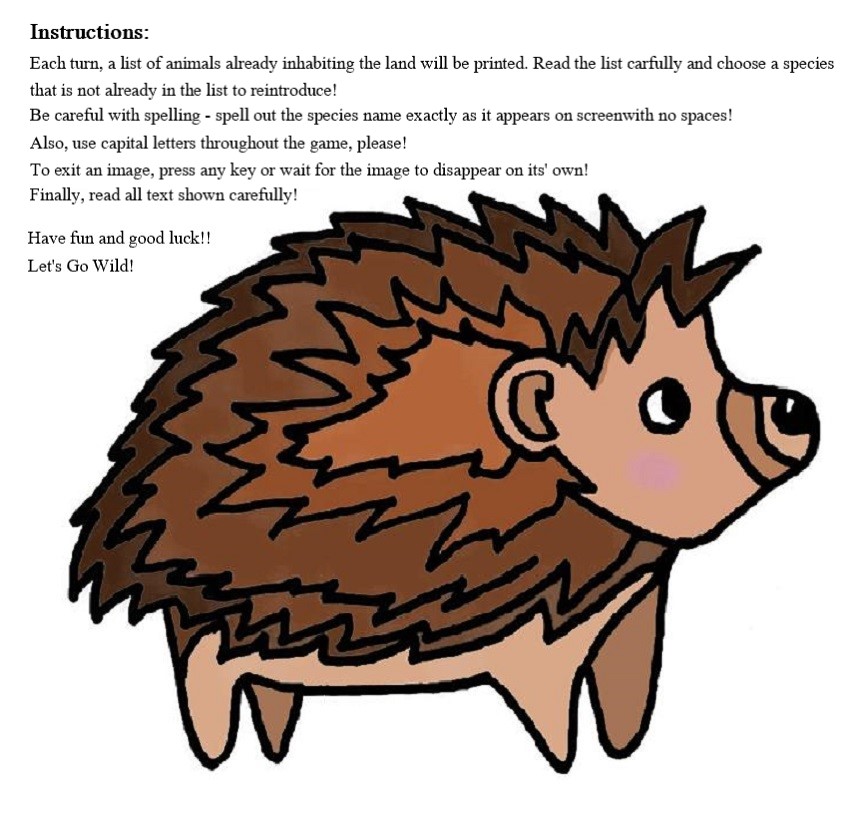 Instructions:
Each turn, a list of animals already inhabiting the land will be printed. Read the list carfully and choose a species
that is not already in the list to reintroduce!
Be careful with spelling - spell out the species name exactly as it appears on screenwith no spaces!
Also, use capital letters throughout the game, please!
To exit an image, press any key or wait for the image to disappear on its' own!
Finally, read all text shown carefully!
Have fun and good luck!!
Let's Go Wild!